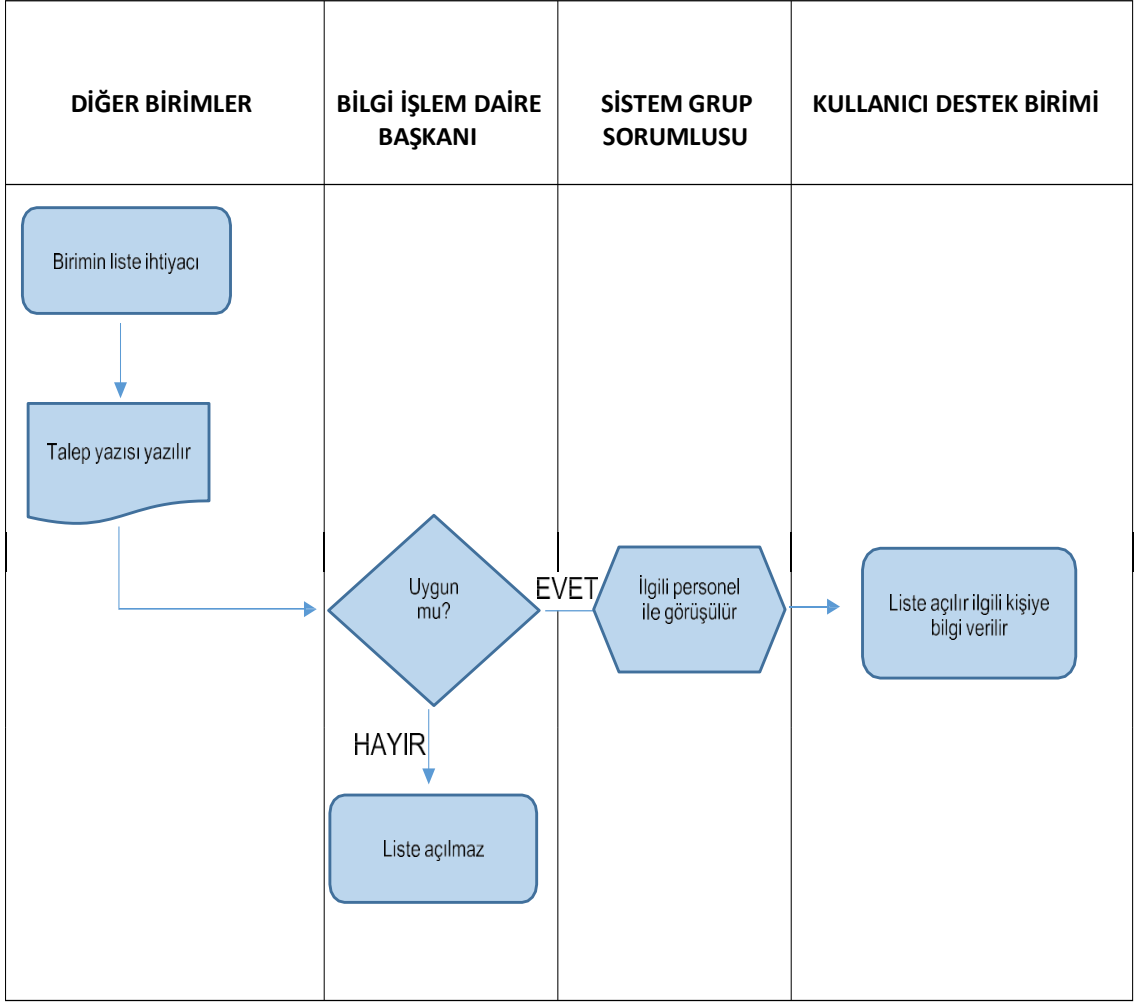 DİĞER BİRİMLER
BİLGİ İŞLEM DAİRE
BAŞKANI
SİSTEM GRUP
SORUMLUSU
KULLANICI DESTEK BİRİMİ
Birimin liste ihtiyacı
Talep yazısı yazılır
Uygun
mu?
EVET
İlgili personel
ile görüşülür
Liste açılır ilgili kişiye
bilgi verilir
HAYIR
Liste açılmaz